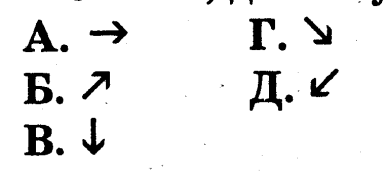 А. → Г. ↘
Б. ↗ Д. ↙
В. ↓